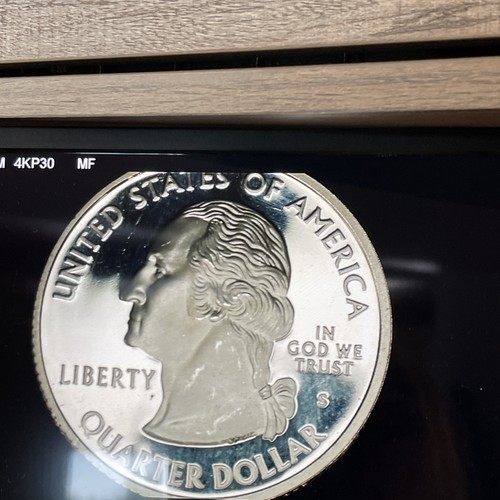 M 4KP30 MF
UNITED STATES OF AMERICA
IN
GOD WE
TRUST
LIBERTY
S
QUARTER DOLLAR